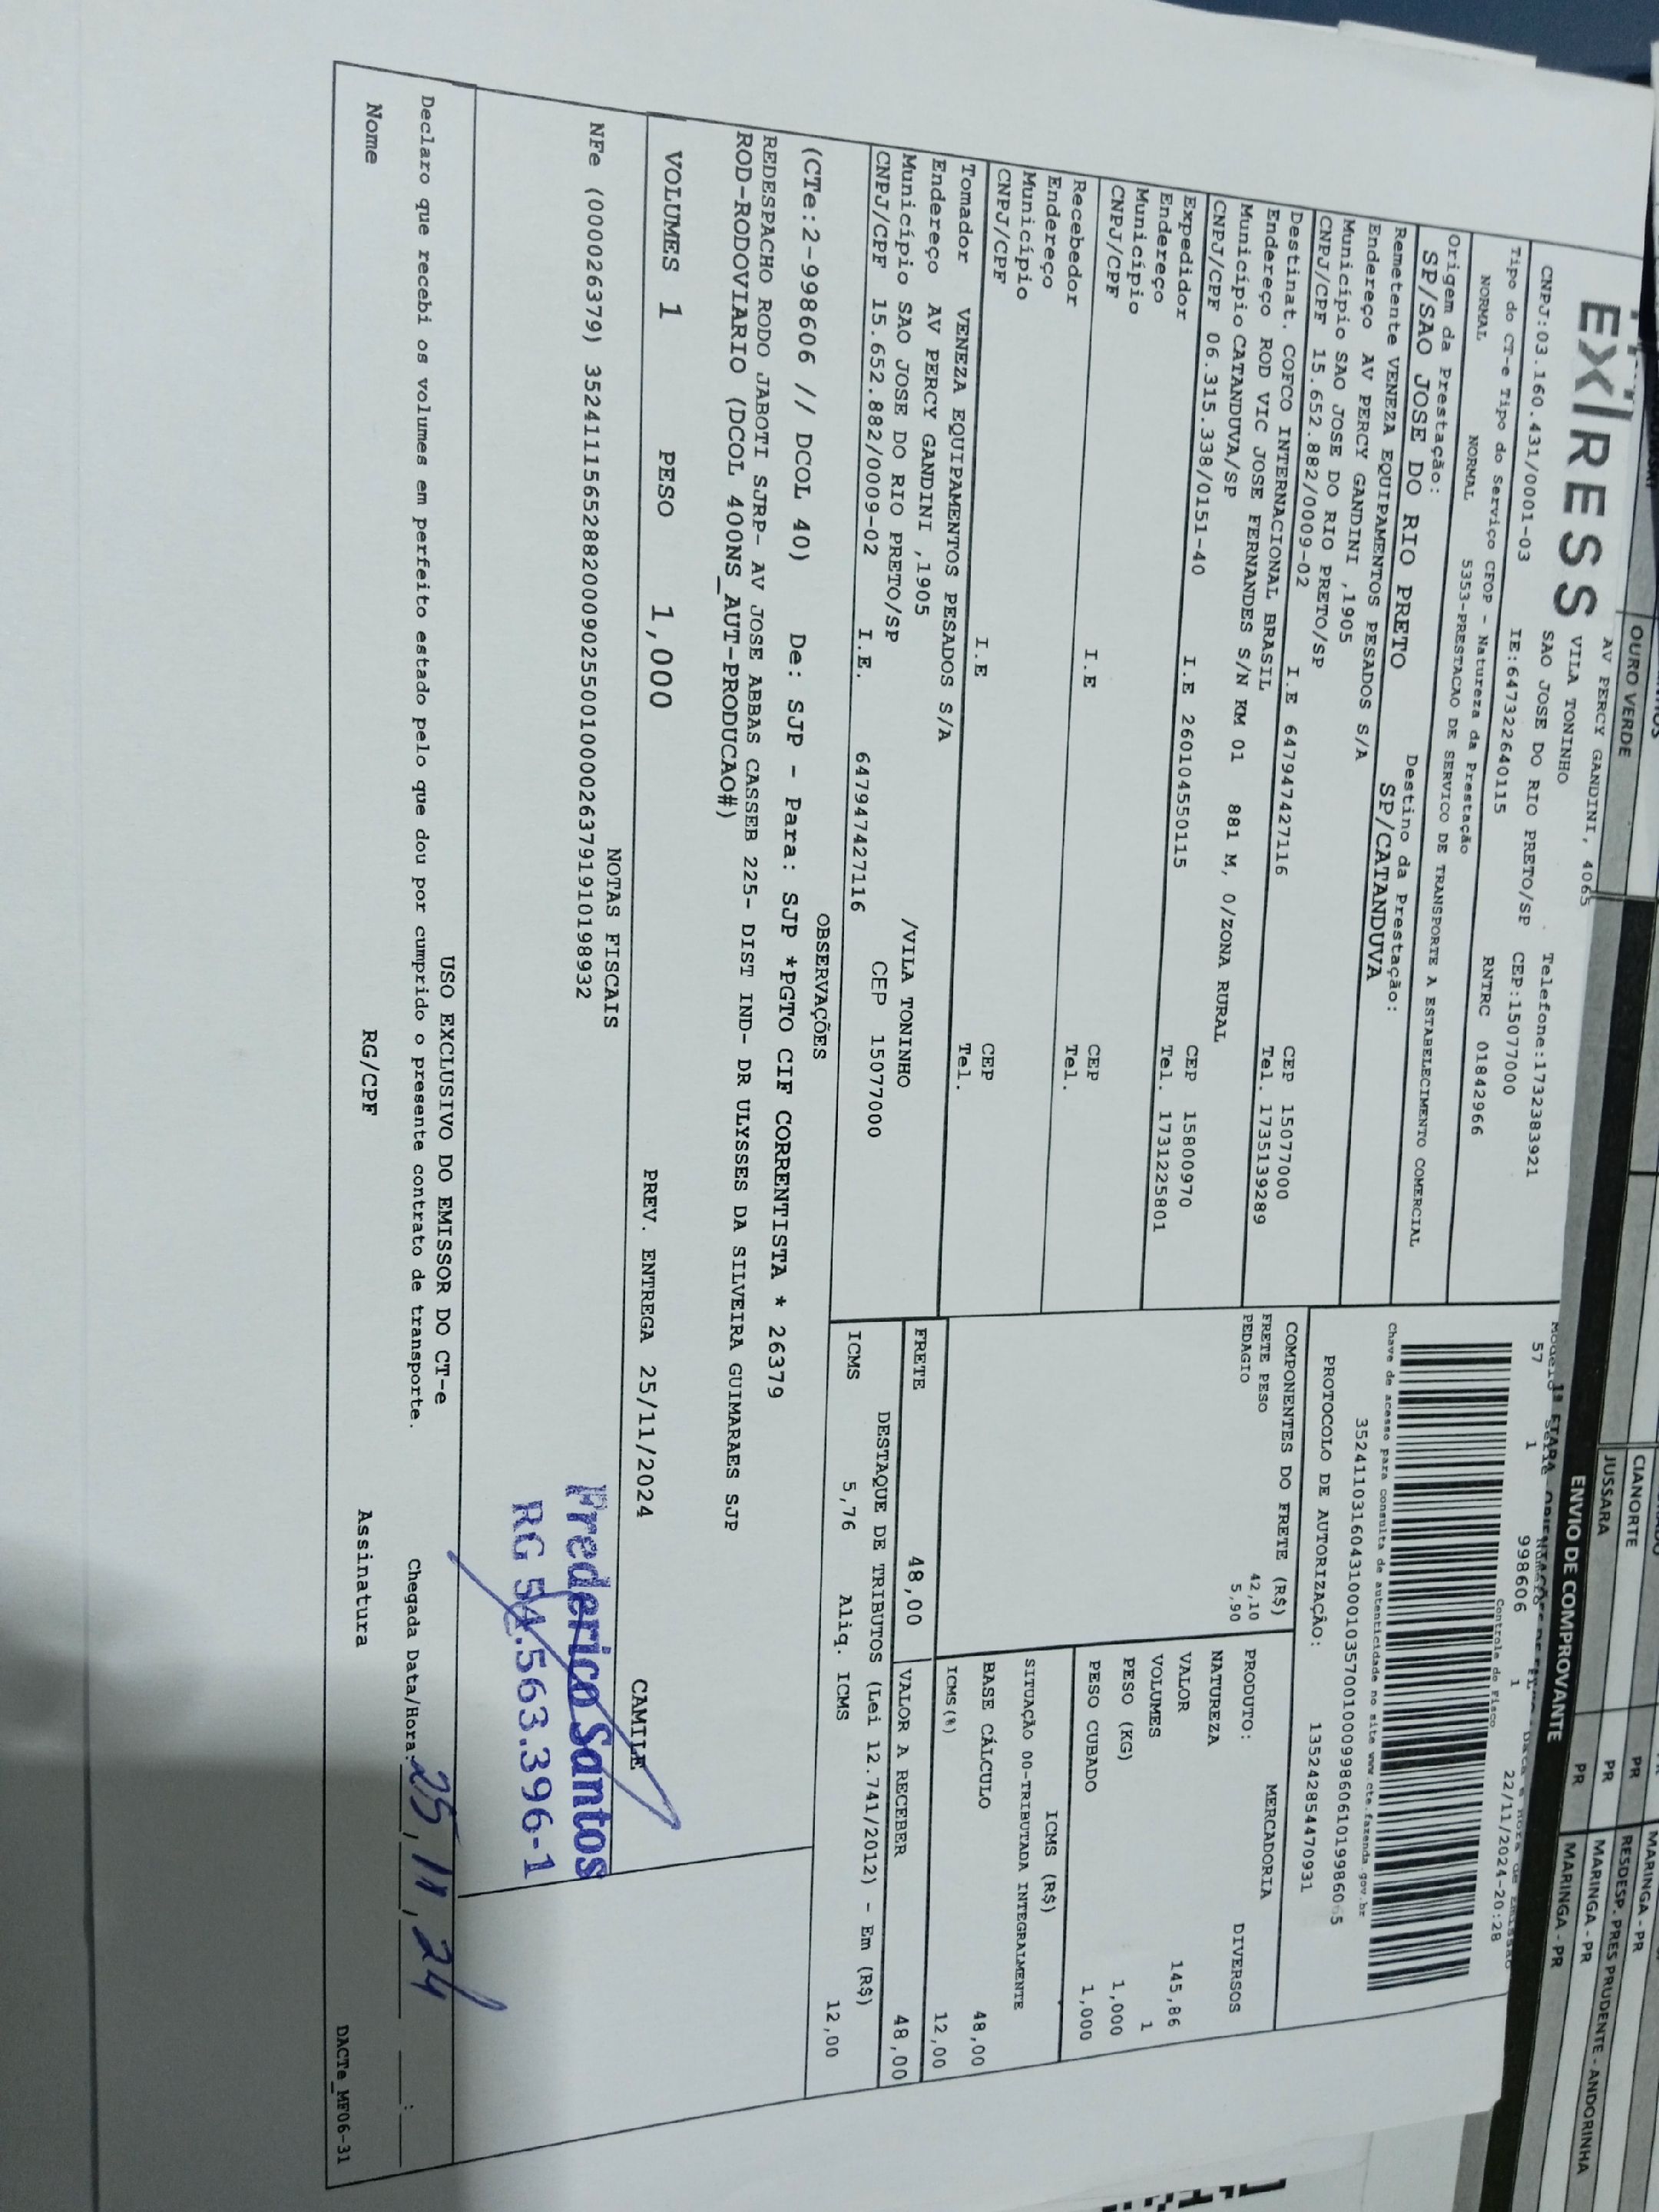 OURO VERDE
CIANORTE
PR
MARINGA - PR
JUSSARA
PR
RESDESP. PRES PRUDENTE - ANDORINHA
MARINGA - PR
ENVIO DE COMPROVANTE
PR
MARINGA - PR
RESS
AV PERCY GANDINI, 4065
VILA TONINHO
SAO JOSE DO RIO PRETO/SP
Telefone:1732383921
CNPJ:03.160.431/0001-03
IE:647322640115
CEP:15077000
Tipo do CT-e Tipo do Serviço CFOP - Natureza da Prestação
RNTRC 01842966
NORMAL
NORMAL
5353-PRESTACAO DE SERVICO DE TRANSPORTE A ESTABELECIMENTO COMERCIAL
57
1
998606
1
22/11/2024-20:28
Controle do Fisco
Chave de acesso para consulta de autenticidade no site www.cte.fazenda.gov.br
PROTOCOLO DE AUTORIZAÇÃO:
135242854470931
Origem da Prestação:
Destino da Prestação:
SP/SAO JOSE DO RIO PRETO
SP/CATANDUVA
Remetente VENEZA EQUIPAMENTOS PESADOS S/A
Endereço AV PERCY GANDINI ,1905
Município SAO JOSE DO RIO PRETO/SP
CEP 15077000
CNPJ/CPF 15.652.882/0009-02
I.E 647947427116
Tel. 1735139289
Destinat. COFCO INTERNACIONAL BRASIL
Endereço ROD VIC JOSE FERNANDES S/N KM 01 881 M, 0/ZONA RURAL
Município CATANDUVA/SP
CEP 15800970
CNPJ/CPF 06.315.338/0151-40
I.E 260104550115
Tel. 1731225801
Expedidor
Endereço
Município
CEP
CNPJ/CPF
I.E
Tel.
Recebedor
Endereço
Município
CEP
CNPJ/CPF
I.E
Tel.
Tomador VENEZA EQUIPAMENTOS PESADOS S/A
Endereço AV PERCY GANDINI ,1905
/VILA TONINHO
Município SAO JOSE DO RIO PRETO/SP
CEP 15077000
CNPJ/CPF 15.652.882/0009-02
I.E. 647947427116
COMPONENTES DO FRETE (R$)
FRETE PESO 42,10
PEDAGIO 5,90
PRODUTO: MERCADORIA
NATUREZA DIVERSOS
VALOR 145,86
VOLUMES 1
PESO (KG) 1,000
PESO CUBADO 1,000
ICMS (R$)
SITUAÇÃO 00-TRIBUTADA INTEGRALMENTE
BASE CÁLCULO 48,00
ICMS(%) 12,00
FRETE 48,00
VALOR A RECEBER 48,00
DESTAQUE DE TRIBUTOS (Lei 12.741/2012) - Em (R$)
ICMS 5,76 Aliq. ICMS 12,00
OBSERVAÇÕES
(CTe:2-998606 // DCOL 40) De: SJP - Para: SJP *PGTO CIF CORRENTISTA * 26379
REDESPACHO RODO JABOTI SJRP- AV JOSE ABBAS CASSEB 225- DIST IND- DR ULYSSES DA SILVEIRA GUIMARAES SJP
ROD-RODOVIARIO (DCOL 400NS_AUT-PRODUCAO#)
VOLUMES 1 PESO 1,000 PREV. ENTREGA 25/11/2024 CAMILE
NOTAS FISCAIS
NFe (000026379) 35241115652882000902550010000263791910198932
Frederico Santos
RG 54.563.396-1
USO EXCLUSIVO DO EMISSOR DO CT-e
Declaro que recebi os volumes em perfeito estado pelo que dou por cumprido o presente contrato de transporte.
Chegada Data/Hora: 25, 11, 24
Nome
RG/CPF
Assinatura
DACTe_MF06-31